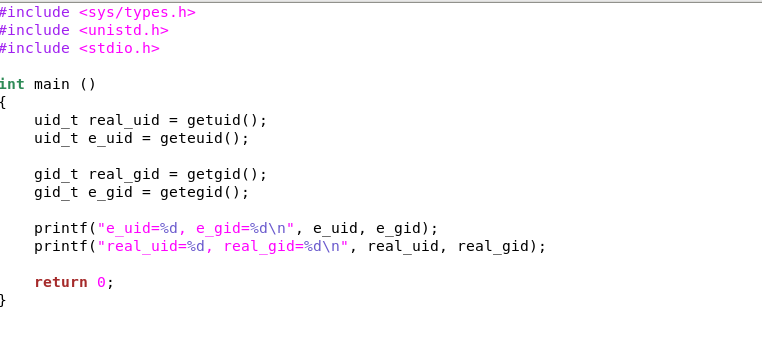 #include <sys/types.h>
#include <unistd.h>
#include <stdio.h>

int main ()
{
    uid_t real_uid = getuid();
    uid_t e_uid = geteuid();

    gid_t real_gid = getgid();
    gid_t e_gid = getegid();

    printf("e_uid=%d, e_gid=%d\n", e_uid, e_gid);
    printf("real_uid=%d, real_gid=%d\n", real_uid, real_gid);

    return 0;
}